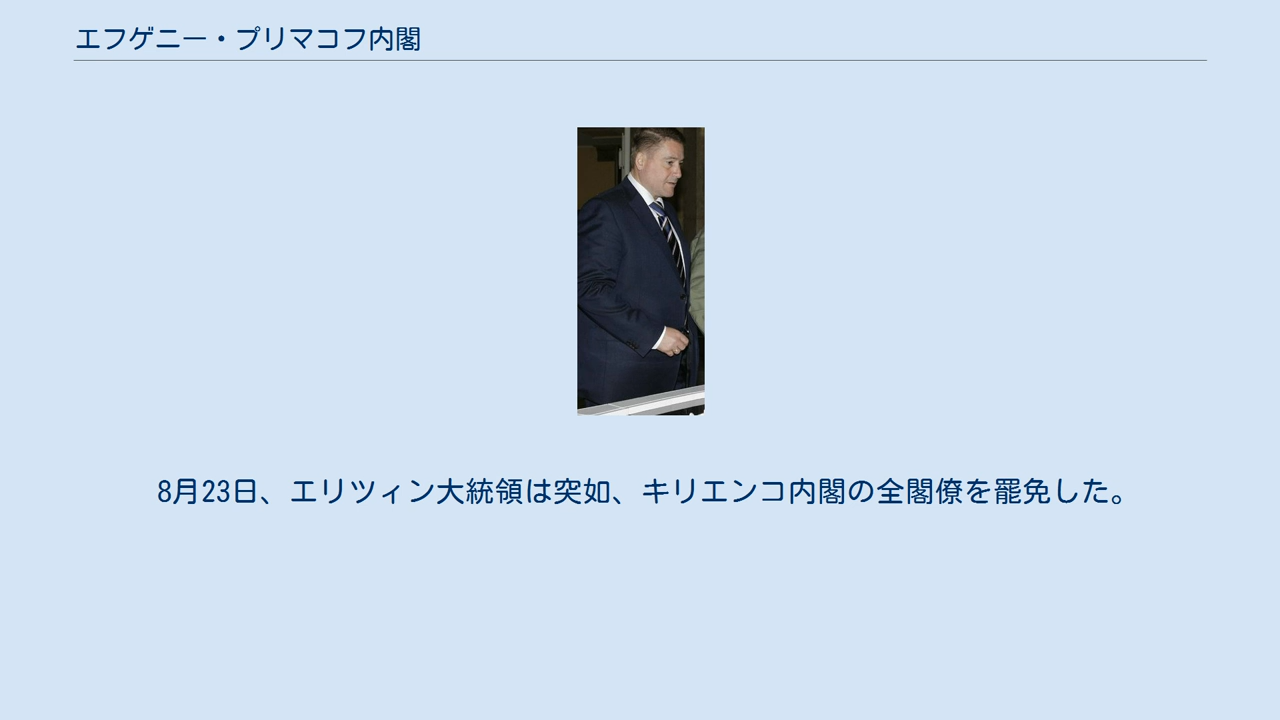 エフゲニー・プリマコフ内閣
8月23日、エリツィン大統領は突如、キリエンコ内閣の全閣僚を罷免した。